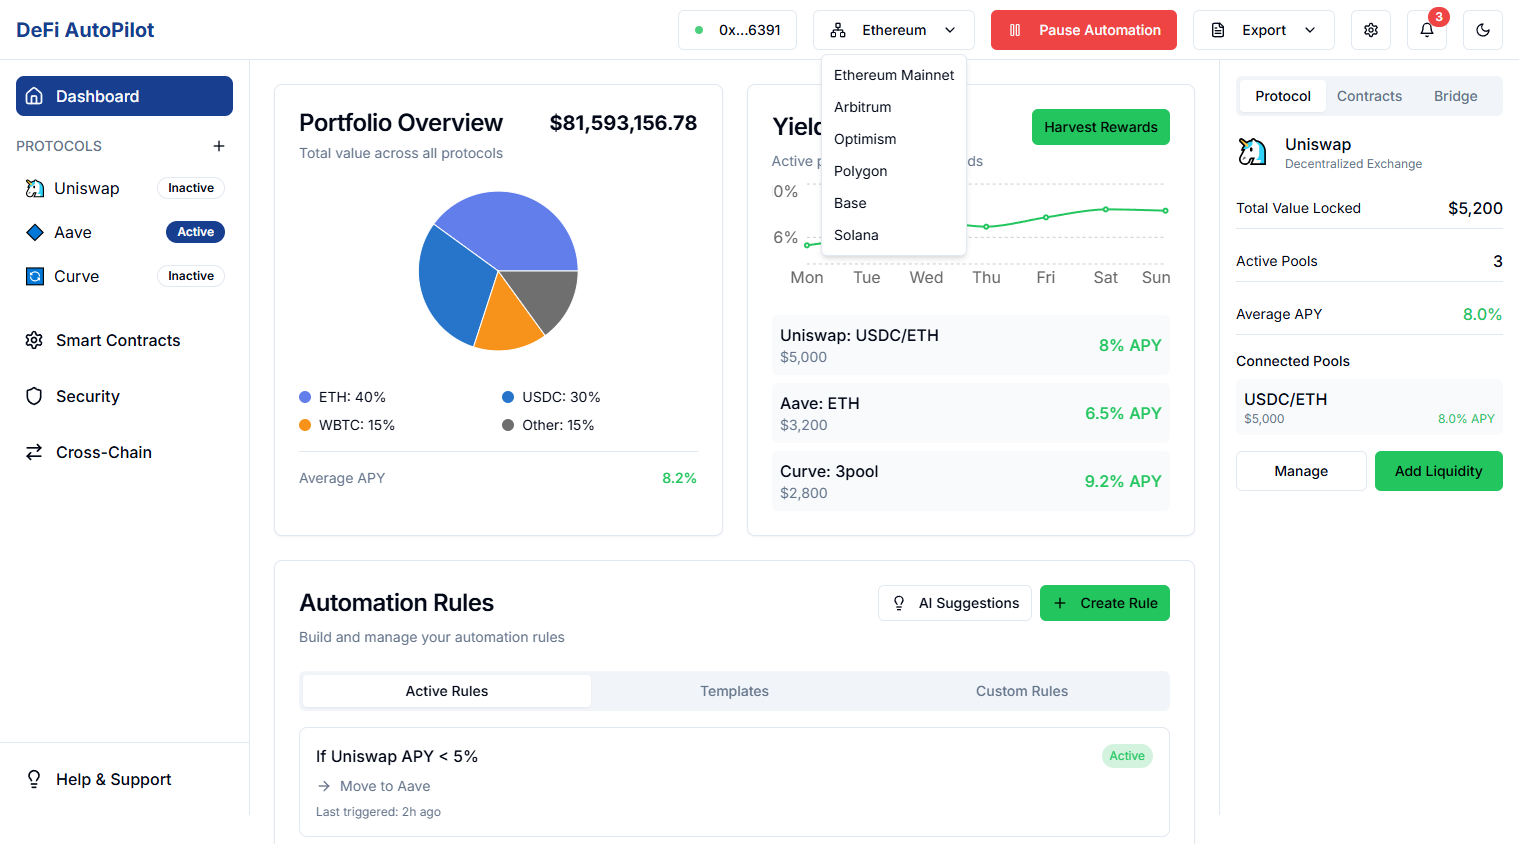 DeFi AutoPilot
0x...6391
Ethereum
Pause Automation
Export
3
Ethereum Mainnet
Arbitrum
Optimism
Polygon
Base
Solana
Dashboard
PROTOCOLS
Uniswap
Inactive
Aave
Active
Curve
Inactive
Smart Contracts
Security
Cross-Chain
Help & Support
Portfolio Overview
$81,593,156.78
Total value across all protocols
ETH: 40%
USDC: 30%
WBTC: 15%
Other: 15%
Average APY
8.2%
Harvest Rewards
Active
0%
6%
Mon
Tue
Wed
Thu
Fri
Sat
Sun
Uniswap: USDC/ETH
$5,000
8% APY
Aave: ETH
$3,200
6.5% APY
Curve: 3pool
$2,800
9.2% APY
Automation Rules
Build and manage your automation rules
AI Suggestions
Create Rule
Active Rules
Templates
Custom Rules
If Uniswap APY < 5%
Active
Move to Aave
Last triggered: 2h ago
Protocol
Contracts
Bridge
Uniswap
Decentralized Exchange
Total Value Locked
$5,200
Active Pools
3
Average APY
8.0%
Connected Pools
USDC/ETH
$5,000
8.0% APY
Manage
Add Liquidity